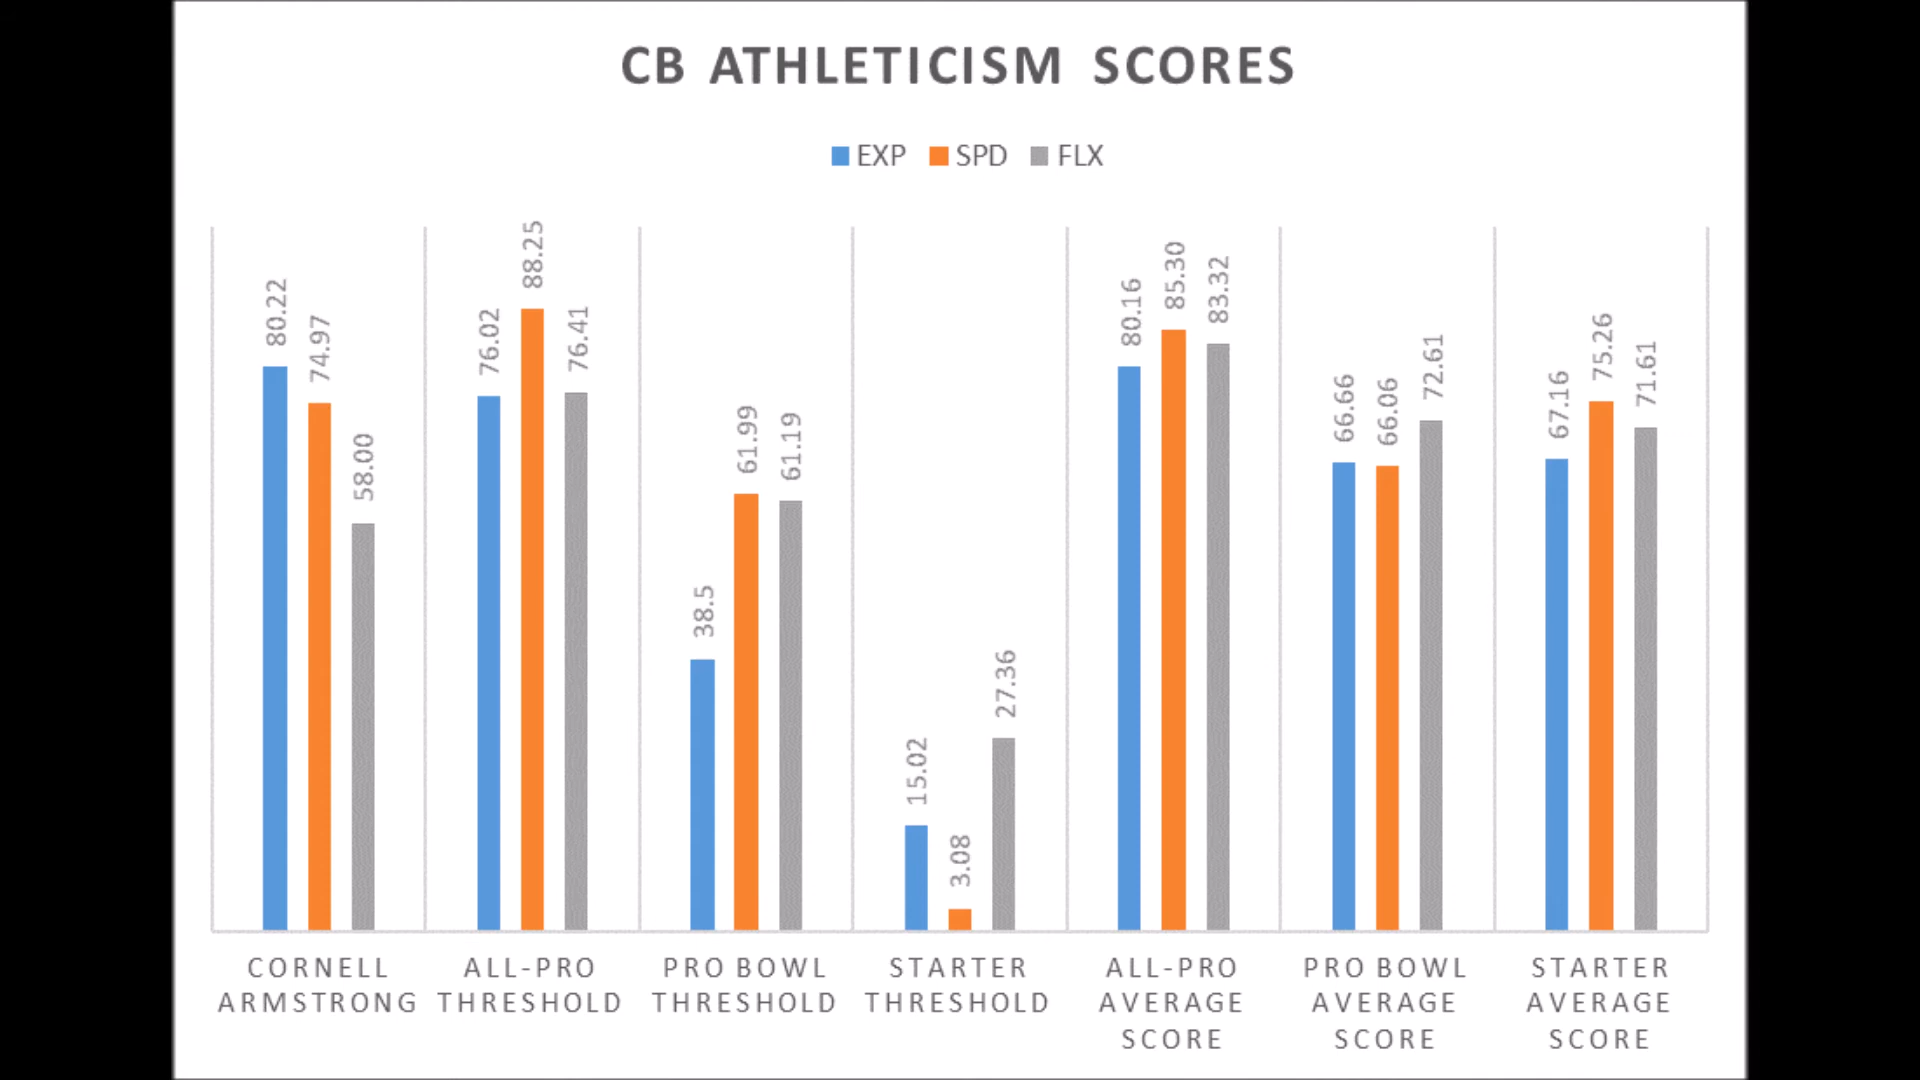 CB ATHLETICISM SCORES
EXP SPD FLX
80.22 74.97 58.00
76.02 88.25 76.41
38.5 61.99 61.19
15.02 3.08 27.36
80.16 85.30 83.32
66.66 66.06 72.61
67.16 75.26 71.61
CORNELL
ARMSTRONG
ALL-PRO
THRESHOLD
PRO BOWL
THRESHOLD
STARTER
THRESHOLD
ALL-PRO
AVERAGE
SCORE
PRO BOWL
AVERAGE
SCORE
STARTER
AVERAGE
SCORE